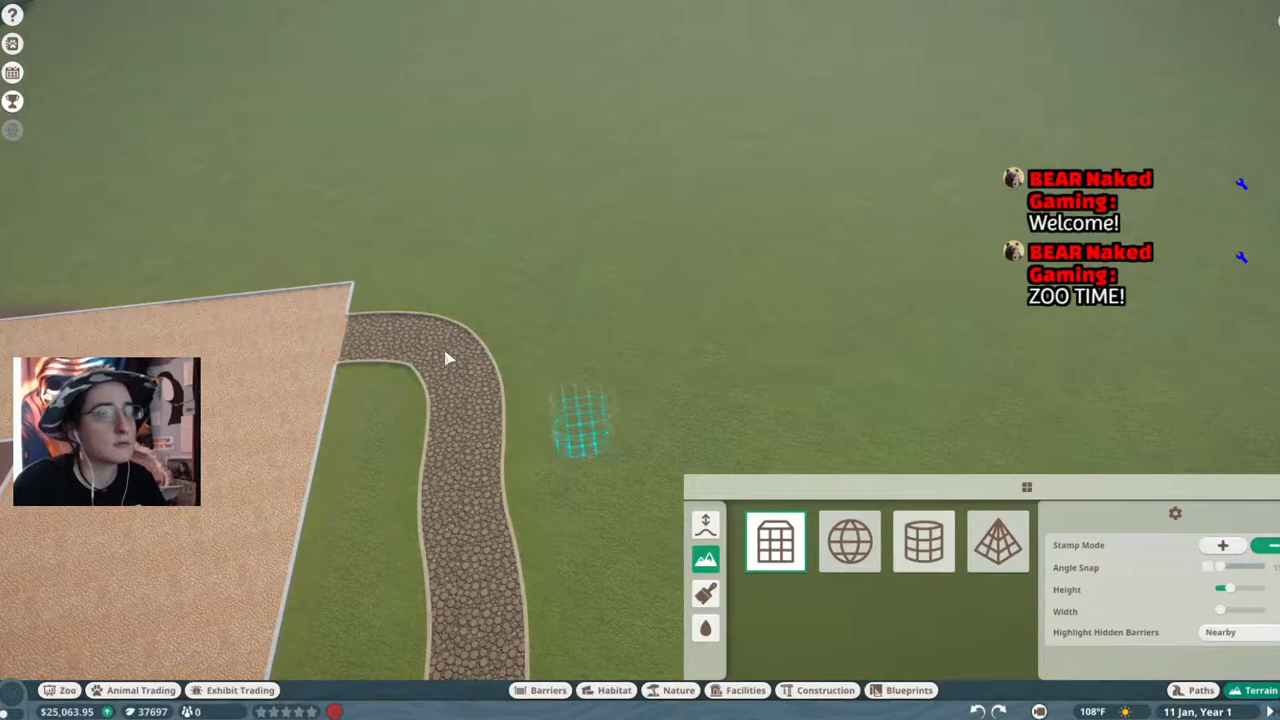 ?
BEAR Naked
Gaming:
Welcome!
BEAR Naked
Gaming:
ZOO TIME!
Stamp Mode
Angle Snap
Height
Width
Highlight Hidden Barriers
Nearby
Zoo
Animal Trading
Exhibit Trading
Barriers
Habitat
Nature
Facilities
Construction
Blueprints
Paths
Terrain
$25,063.95
37697
0
108°F
11 Jan, Year 1